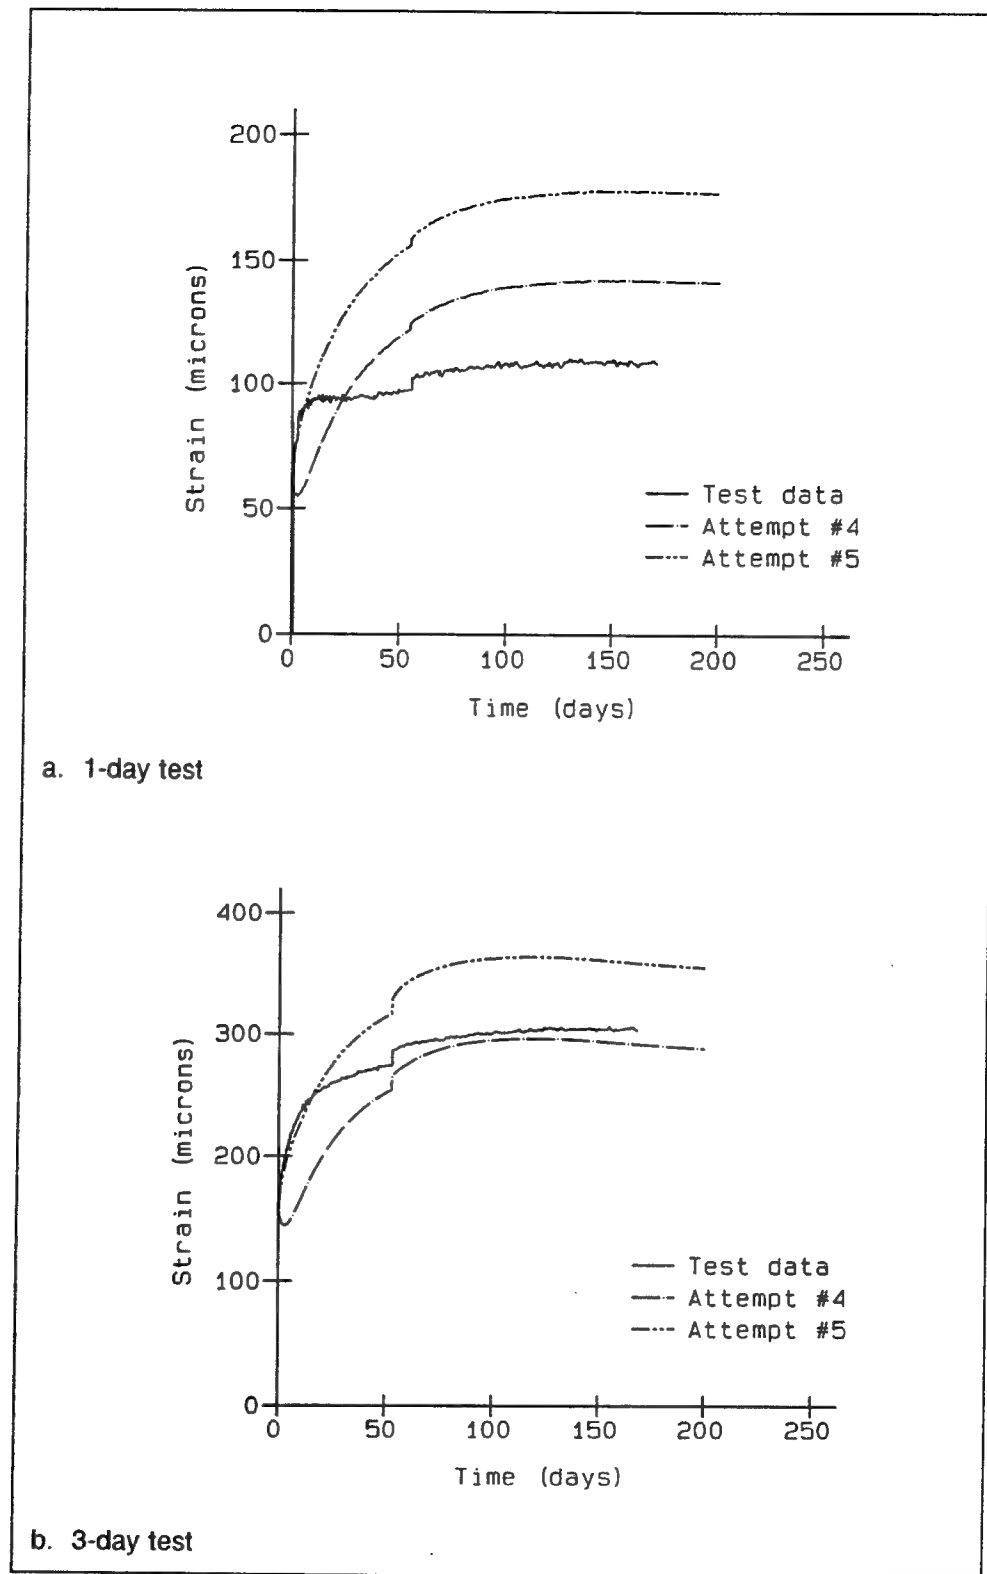 200
150
100
50
0
Strain (microns)
Test data
Attempt #4
Attempt #5
0 50 100 150 200 250
Time (days)
a. 1-day test
400
300
200
100
0
Strain (microns)
Test data
Attempt #4
Attempt #5
0 50 100 150 200 250
Time (days)
b. 3-day test